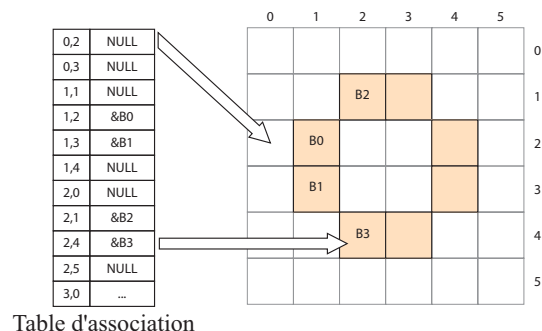 0 1 2 3 4 5
0,2 NULL
0
0,3 NULL
1,1 NULL
B2
1
1,2 &B0
1,3 &B1
B0
2
1,4 NULL
2,0 NULL
B1
3
2,1 &B2
2,4 &B3
B3
4
2,5 NULL
3,0 ...
5
Table d'association